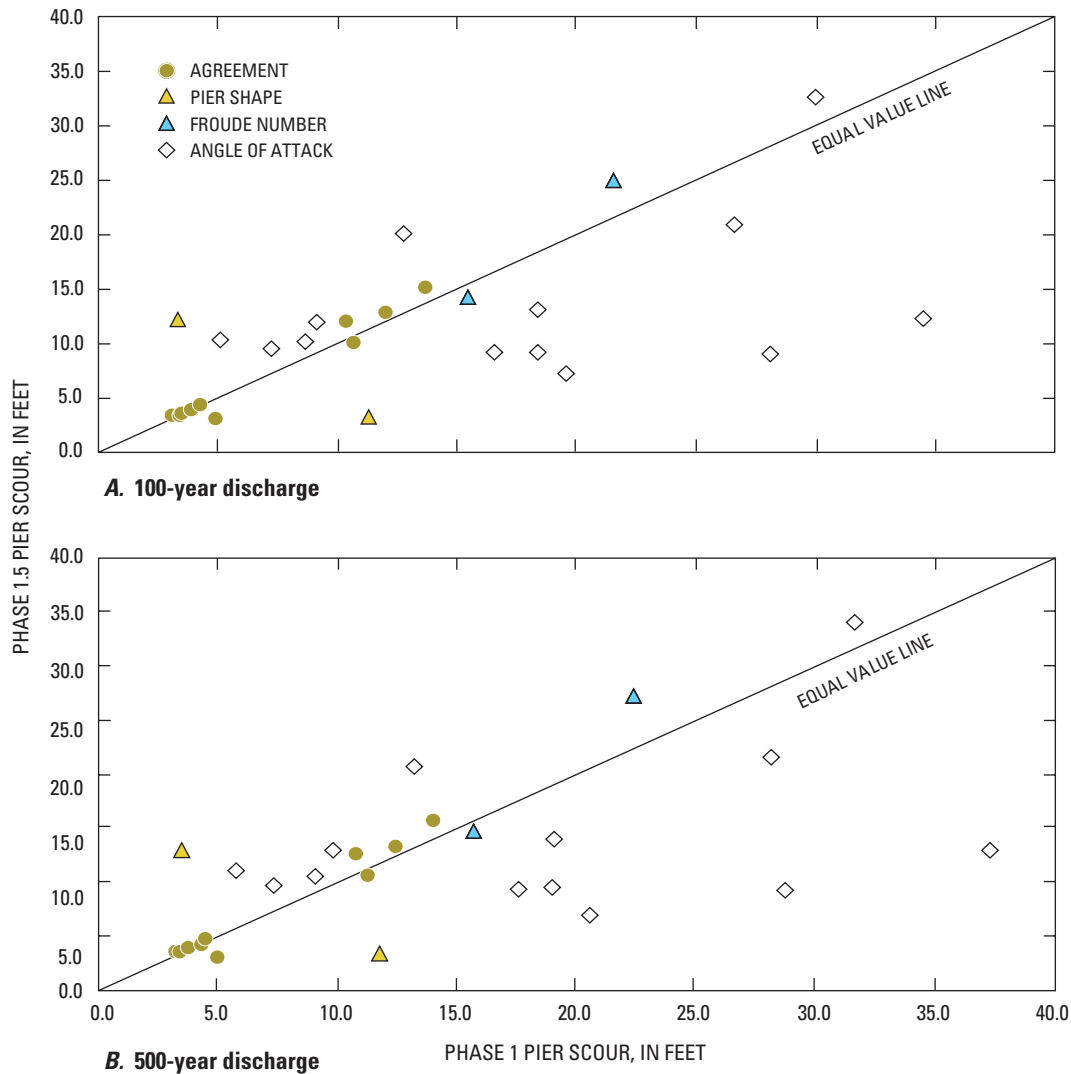 40.0
35.0
30.0
25.0
20.0
15.0
10.0
5.0
0.0
AGREEMENT
PIER SHAPE
FROUDE NUMBER
ANGLE OF ATTACK
EQUAL VALUE LINE
A. 100-year discharge
PHASE 1.5 PIER SCOUR, IN FEET
40.0
35.0
30.0
25.0
20.0
15.0
10.0
5.0
0.0
EQUAL VALUE LINE
0.0 5.0 10.0 15.0 20.0 25.0 30.0 35.0 40.0
PHASE 1 PIER SCOUR, IN FEET
B. 500-year discharge